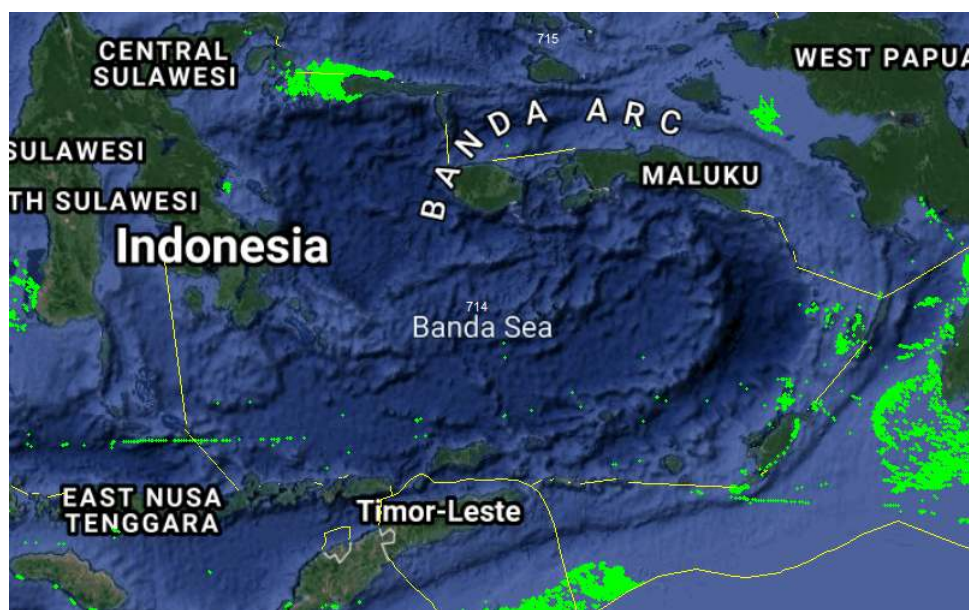 CENTRAL
SULAWESI
715
WEST PAPUA
BANDA ARC
SULAWESI
TH SULAWESI
MALUKU
Indonesia
714
Banda Sea
EAST NUSA
TENGGARA
Timor-Leste